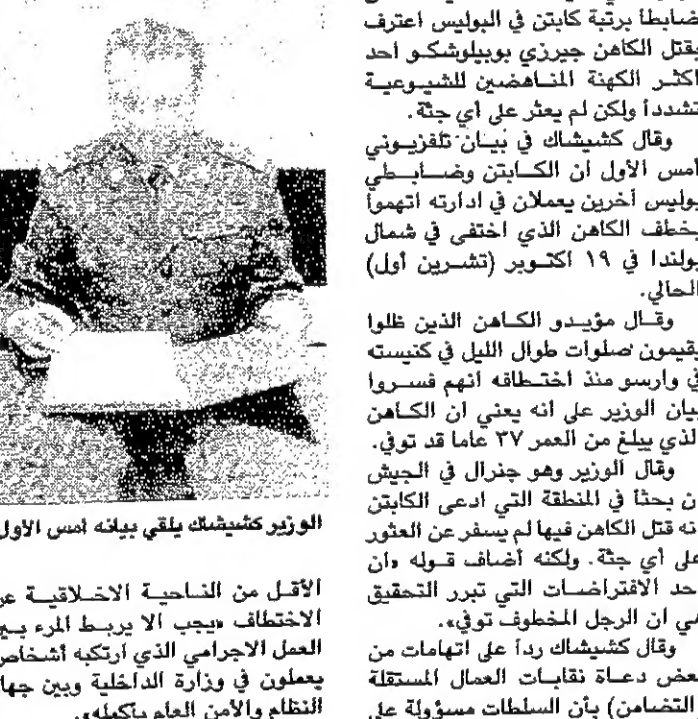 ضابطا برتبة كابتن في البوليس اعترف
بقتل الكاهن جيرزي بوبيلوشكو احد
اكثر الكهنة المناهضين للشيوعية
تشددا ولكن لم يعثر على أي جثة.
وقال كشيشاك في بيان تلفزيوني
امس الأول ان الكابتن وضابطي
بوليس آخرين يعملان في ادارته اتهموا
بخطف الكاهن الذي اختفى في شمال
بولندا في ١٩ اكتوبر (تشرين أول)
الحالي.
وقال مؤيدو الكاهن الذين ظلوا
يقيمون صلوات طوال الليل في كنيسته
في وارسو منذ اختطافه أنهم فسروا
بيان الوزير على انه يعني ان الكاهن
الذي يبلغ من العمر ٣٧ عاما قد توفي.
وقال الوزير وهو جنرال في الجيش
ن بحثا في المنطقة التي ادعى الكابتن
انه قتل الكاهن فيها لم يسفر عن العثور
على أي جثة. ولكنه أضاف قوله «ان
احد الافتراضات التي تبرر التحقيق
هي ان الرجل المخطوف توفي».
وقال كشيشاك ردا على اتهامات من
بعض دعاة نقابات العمال المستقلة
(التضامن) بأن السلطات مسؤولة على
الوزير كشيشاك يلقي بيانه امس الأول
الأقل من الناحية الاخلاقية عن
الاختطاف «يجب الا يربط المرء بين
العمل الاجرامي الذي ارتكبه أشخاص
يعملون في وزارة الداخلية وبين جهاز
النظام والأمن العام بأكمله».